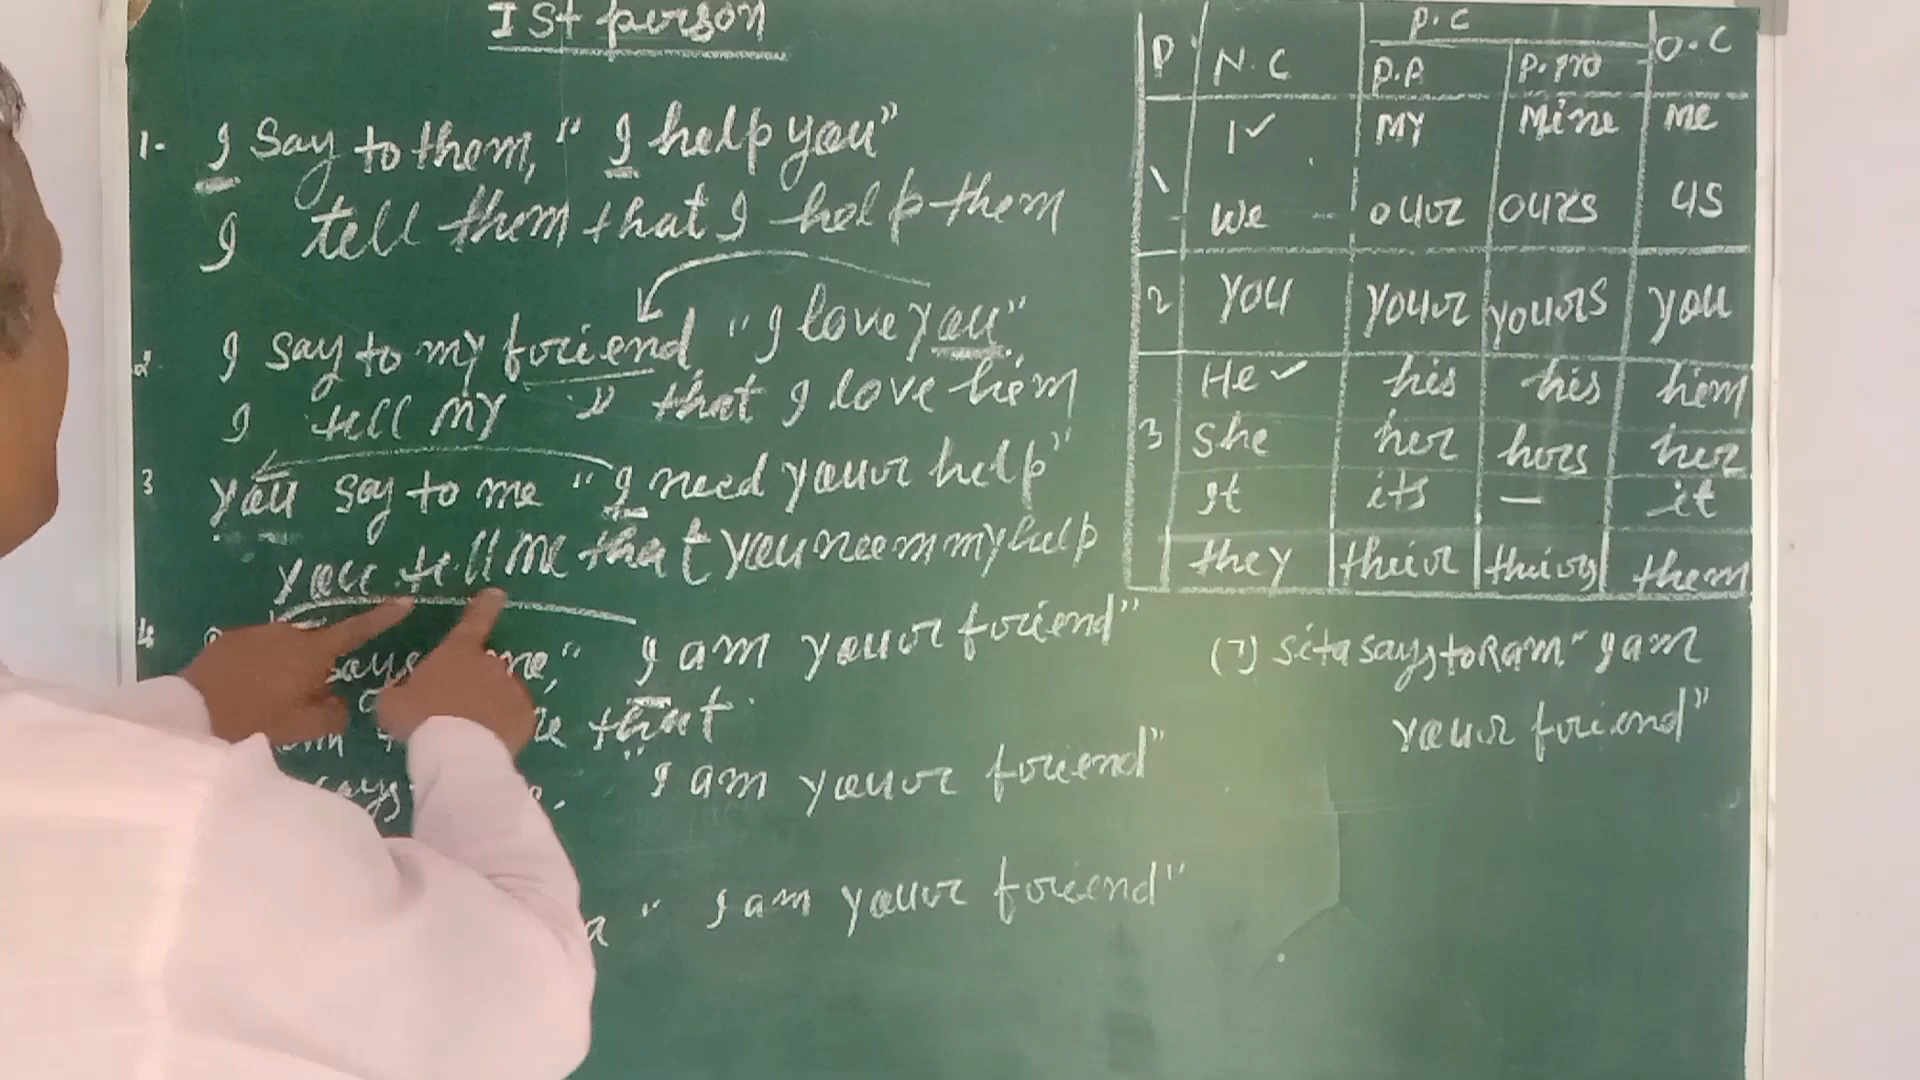 Ist person
1- I say to them, " I help you"
I tell them that I help them
2 I say to my friend "I love you"
I tell my " that I love him
3 you say to me "I need your help"
you tell me that you neem my help
4 says me," I am your friend"
that
says "I am your friend"
" I am your friend"
P N.C P.C O.C
P.P P.pro
1 I✓ my mine me
we our ours us
2 you your yours you
3 He✓ his his him
she her hers her
It its — it
they their theirs them
(7) sita says to Ram "I am
your friend"